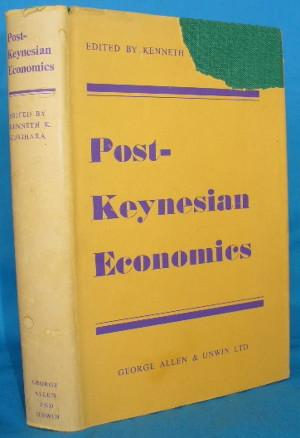 Post-
Keynesian
Economics
EDITED BY
KENNETH K.
KURIHARA
GEORGE
ALLEN
AND
UNWIN
EDITED BY KENNETH
Post-
Keynesian
Economics
GEORGE ALLEN & UNWIN LTD